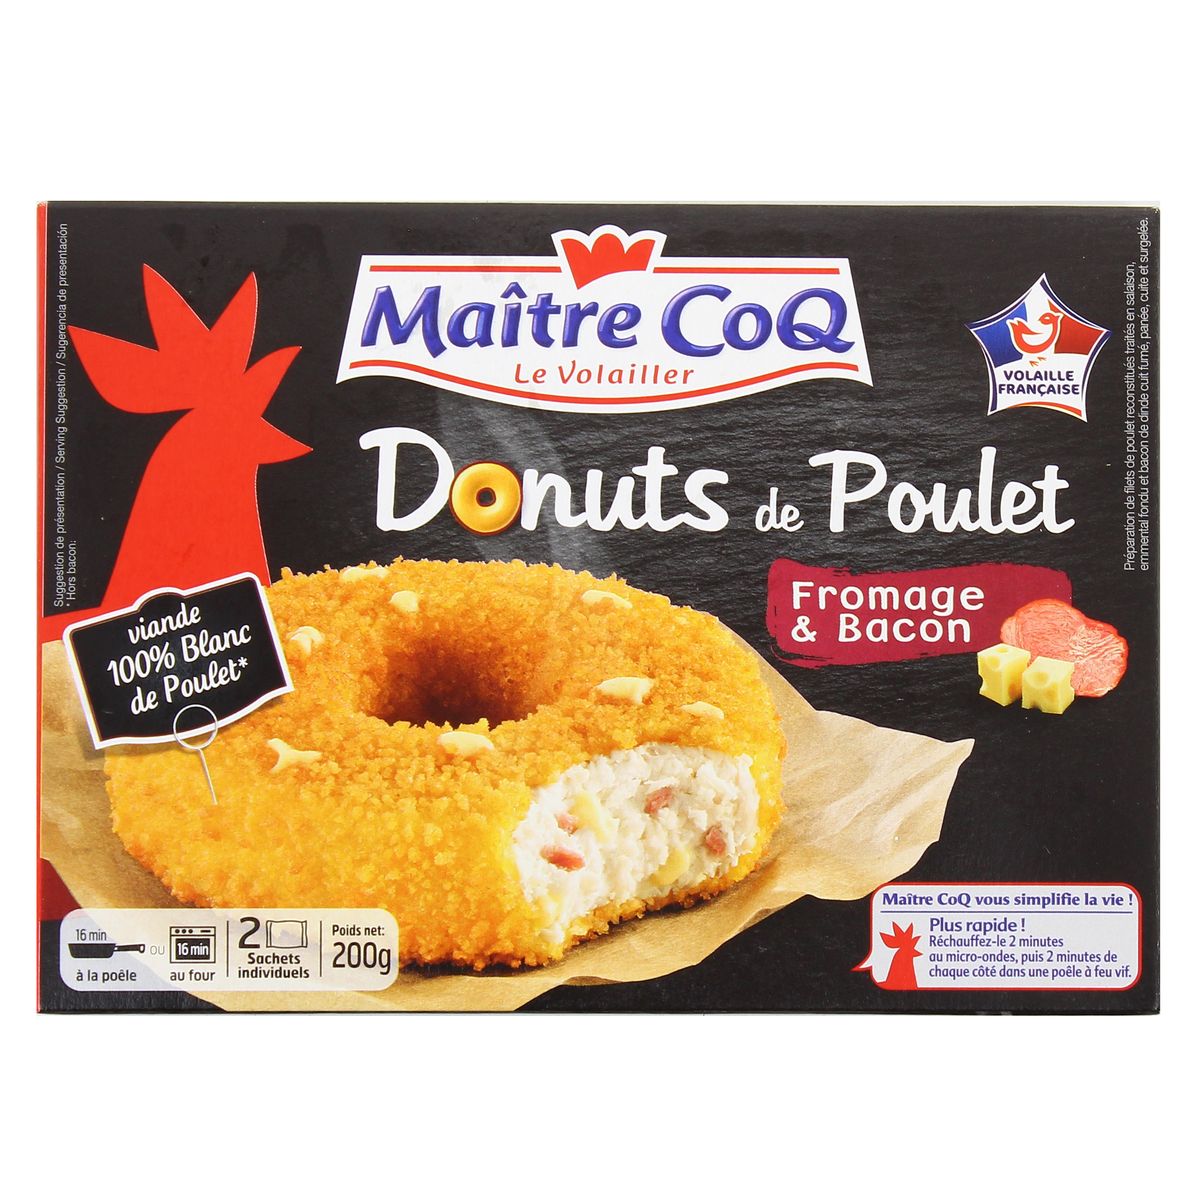 Maître CoQ
Le Volailler
VOLAILLE
FRANÇAISE
Donuts de Poulet
Fromage
& Bacon
viande
100% Blanc
de Poulet*
Suggestion de présentation / Serving Suggestion / Sugerencia de presentación
* Hors bacon.
Préparation de filets de poulet reconstitués traités en salaison,
emmental fondu et bacon de dinde cuit fumé, panée, cuite et surgelée.
16 min
à la poêle
ou
16 min
au four
2
Sachets
individuels
Poids net:
200g
Maître CoQ vous simplifie la vie !
Plus rapide !
Réchauffez-le 2 minutes
au micro-ondes, puis 2 minutes de
chaque côté dans une poêle à feu vif.